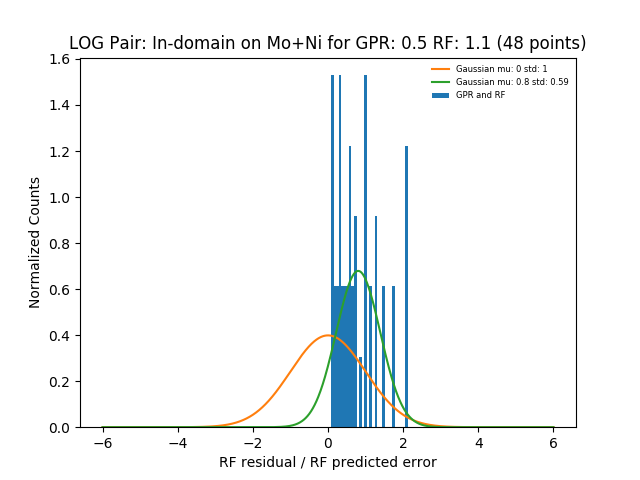 LOG Pair: In-domain on Mo+Ni for GPR: 0.5 RF: 1.1 (48 points)
Gaussian mu: 0 std: 1
Gaussian mu: 0.8 std: 0.59
GPR and RF
Normalized Counts
1.6
1.4
1.2
1.0
0.8
0.6
0.4
0.2
0.0
−6 −4 −2 0 2 4 6
RF residual / RF predicted error